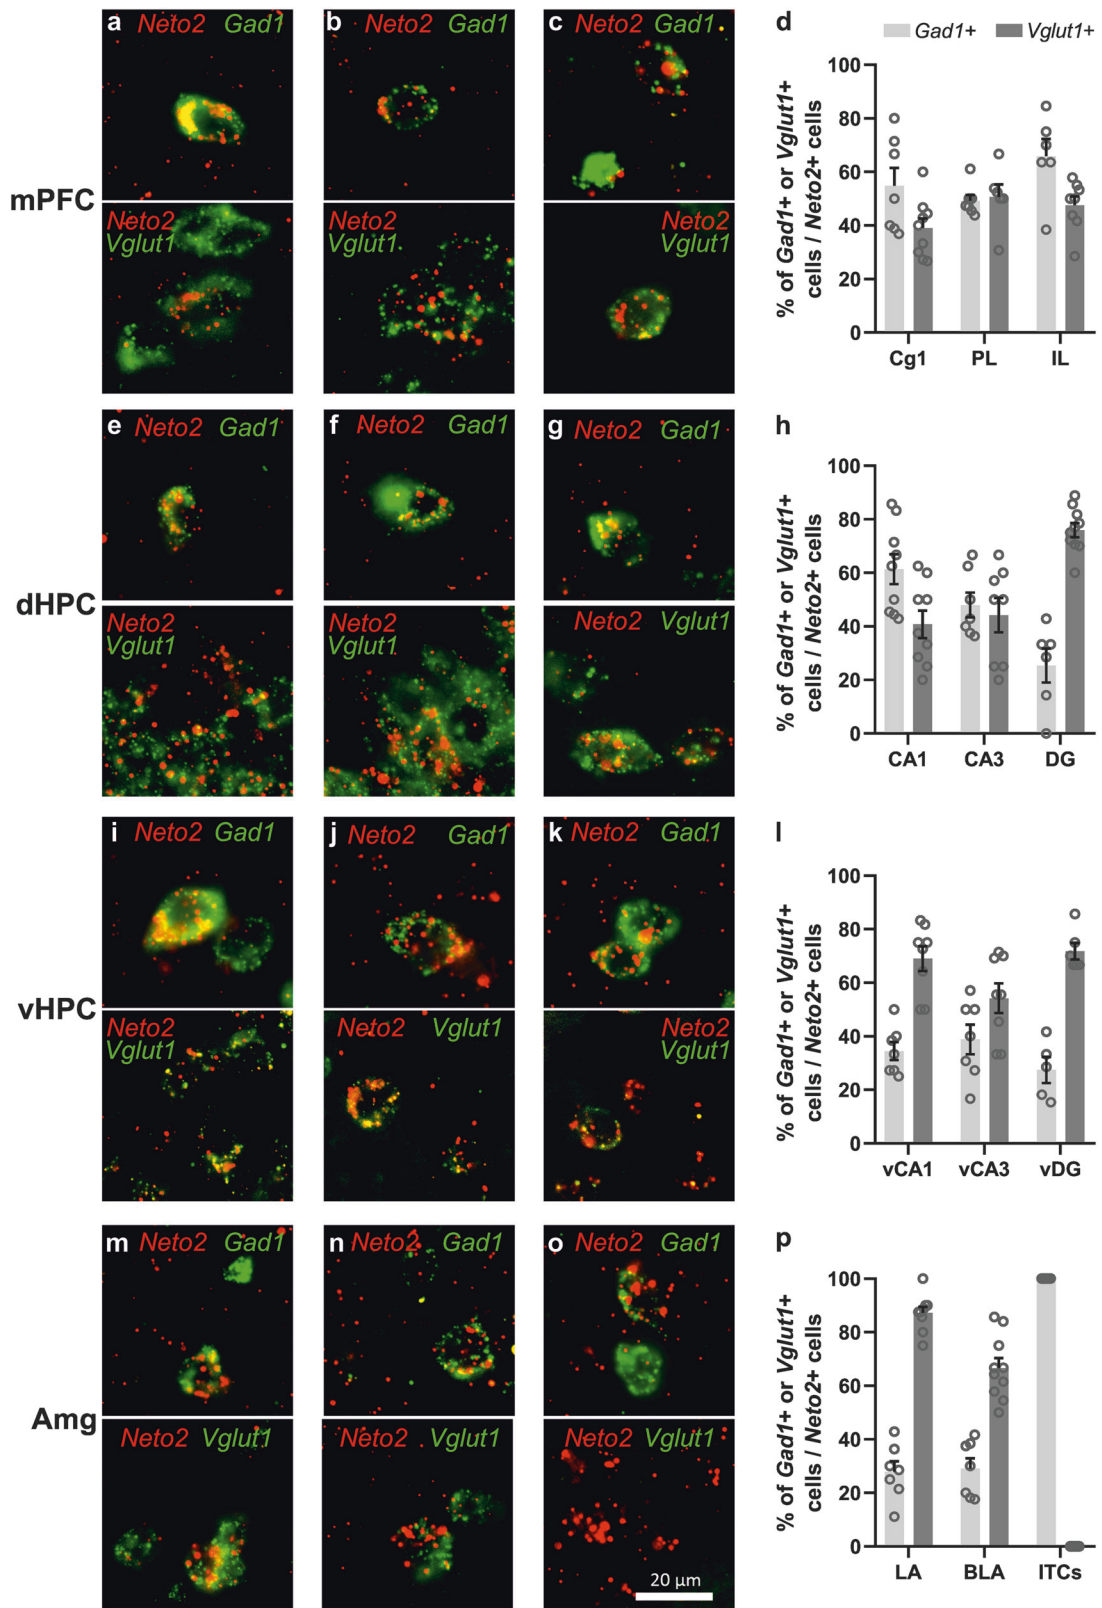 a Neto2 Gad1
b Neto2 Gad1
c Neto2 Gad1
mPFC
Neto2
Vglut1
Neto2
Vglut1
Neto2
Vglut1
d
Gad1+ Vglut1+
% of Gad1+ or Vglut1+
cells / Neto2+ cells
100
80
60
40
20
0
Cg1 PL IL
e Neto2 Gad1
f Neto2 Gad1
g Neto2 Gad1
dHPC
Neto2
Vglut1
Neto2
Vglut1
Neto2 Vglut1
h
% of Gad1+ or Vglut1+
cells / Neto2+ cells
100
80
60
40
20
0
CA1 CA3 DG
i Neto2 Gad1
j Neto2 Gad1
k Neto2 Gad1
vHPC
Neto2
Vglut1
Neto2 Vglut1
Neto2
Vglut1
l
% of Gad1+ or Vglut1+
cells / Neto2+ cells
100
80
60
40
20
0
vCA1 vCA3 vDG
m Neto2 Gad1
n Neto2 Gad1
o Neto2 Gad1
Amg
Neto2 Vglut1
Neto2 Vglut1
Neto2 Vglut1
20 µm
p
% of Gad1+ or Vglut1+
cells / Neto2+ cells
100
80
60
40
20
0
LA BLA ITCs